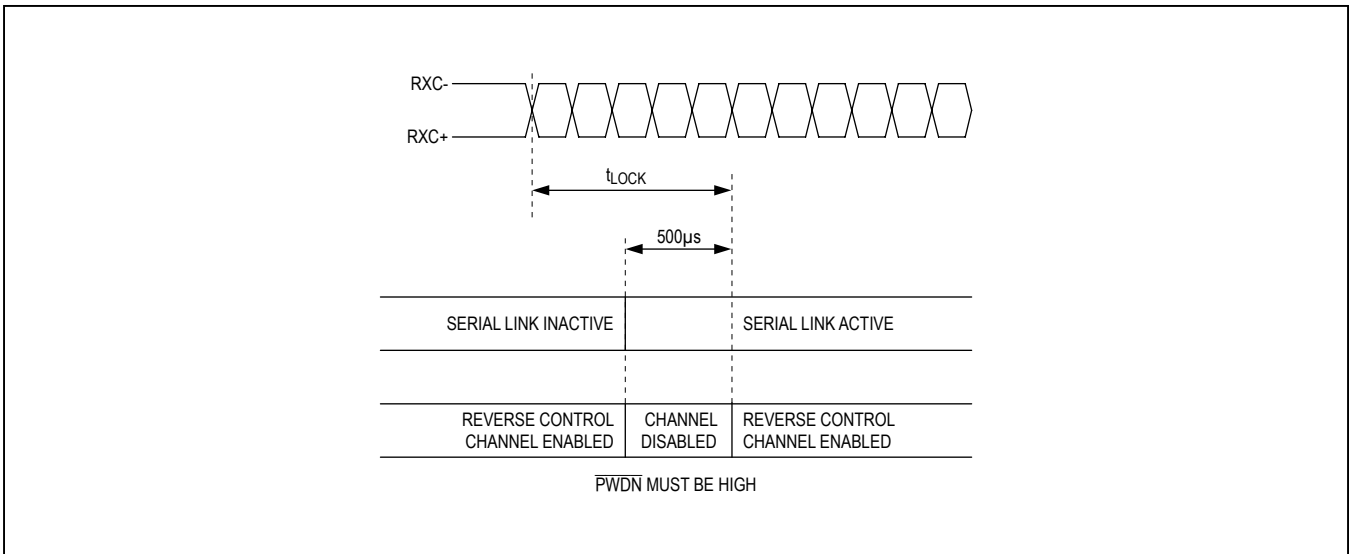 RXC-
RXC+
tLOCK
500µs
SERIAL LINK INACTIVE
SERIAL LINK ACTIVE
REVERSE CONTROL
CHANNEL ENABLED
CHANNEL
DISABLED
REVERSE CONTROL
CHANNEL ENABLED
PWDN MUST BE HIGH